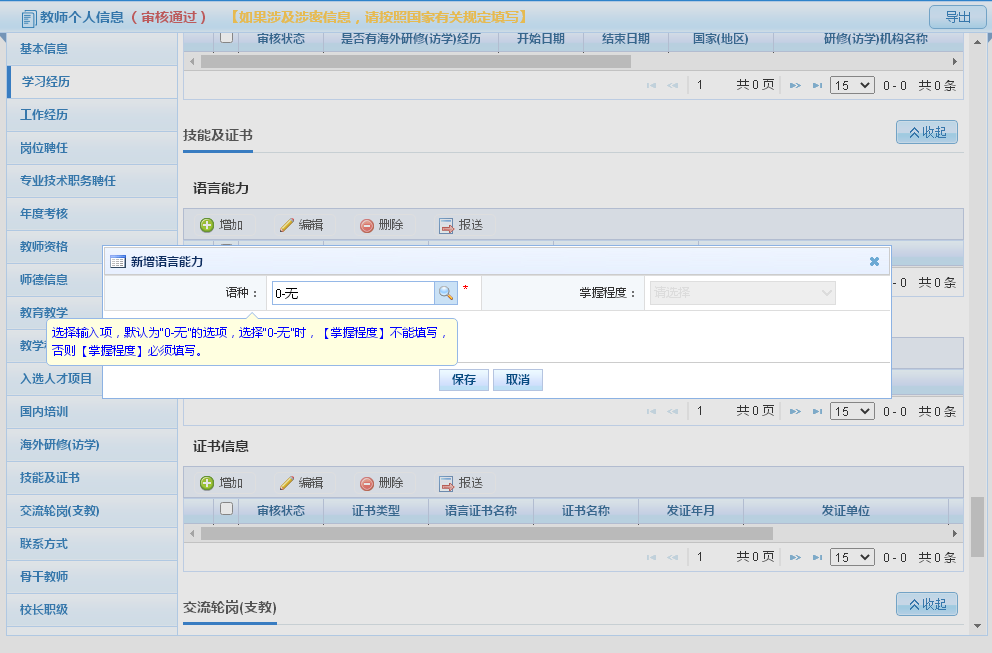 教师个人信息（审核通过） 【如果涉及涉密信息，请按照国家有关规定填写】 导出
基本信息
学习经历
工作经历
岗位聘任
专业技术职务聘任
年度考核
教师资格
师德信息
教育教学
入选人才项目
国内培训
海外研修(访学)
技能及证书
交流轮岗(支教)
联系方式
骨干教师
校长职级
审核状态 是否有海外研修(访学)经历 开始日期 结束日期 国家(地区) 研修(访学)机构名称
1 共0页 15 0 - 0 共0条
技能及证书 收起
语言能力
增加 编辑 删除 报送
- 0 共0条
新增语言能力
语种： 0-无 * 掌握程度： 请选择
选择输入项，默认为"0-无"的选项，选择"0-无"时，【掌握程度】不能填写，
否则【掌握程度】必须填写。
保存 取消
1 共0页 15 0 - 0 共0条
证书信息
增加 编辑 删除 报送
审核状态 证书类型 语言证书名称 证书名称 发证年月 发证单位
1 共0页 15 0 - 0 共0条
交流轮岗(支教) 收起